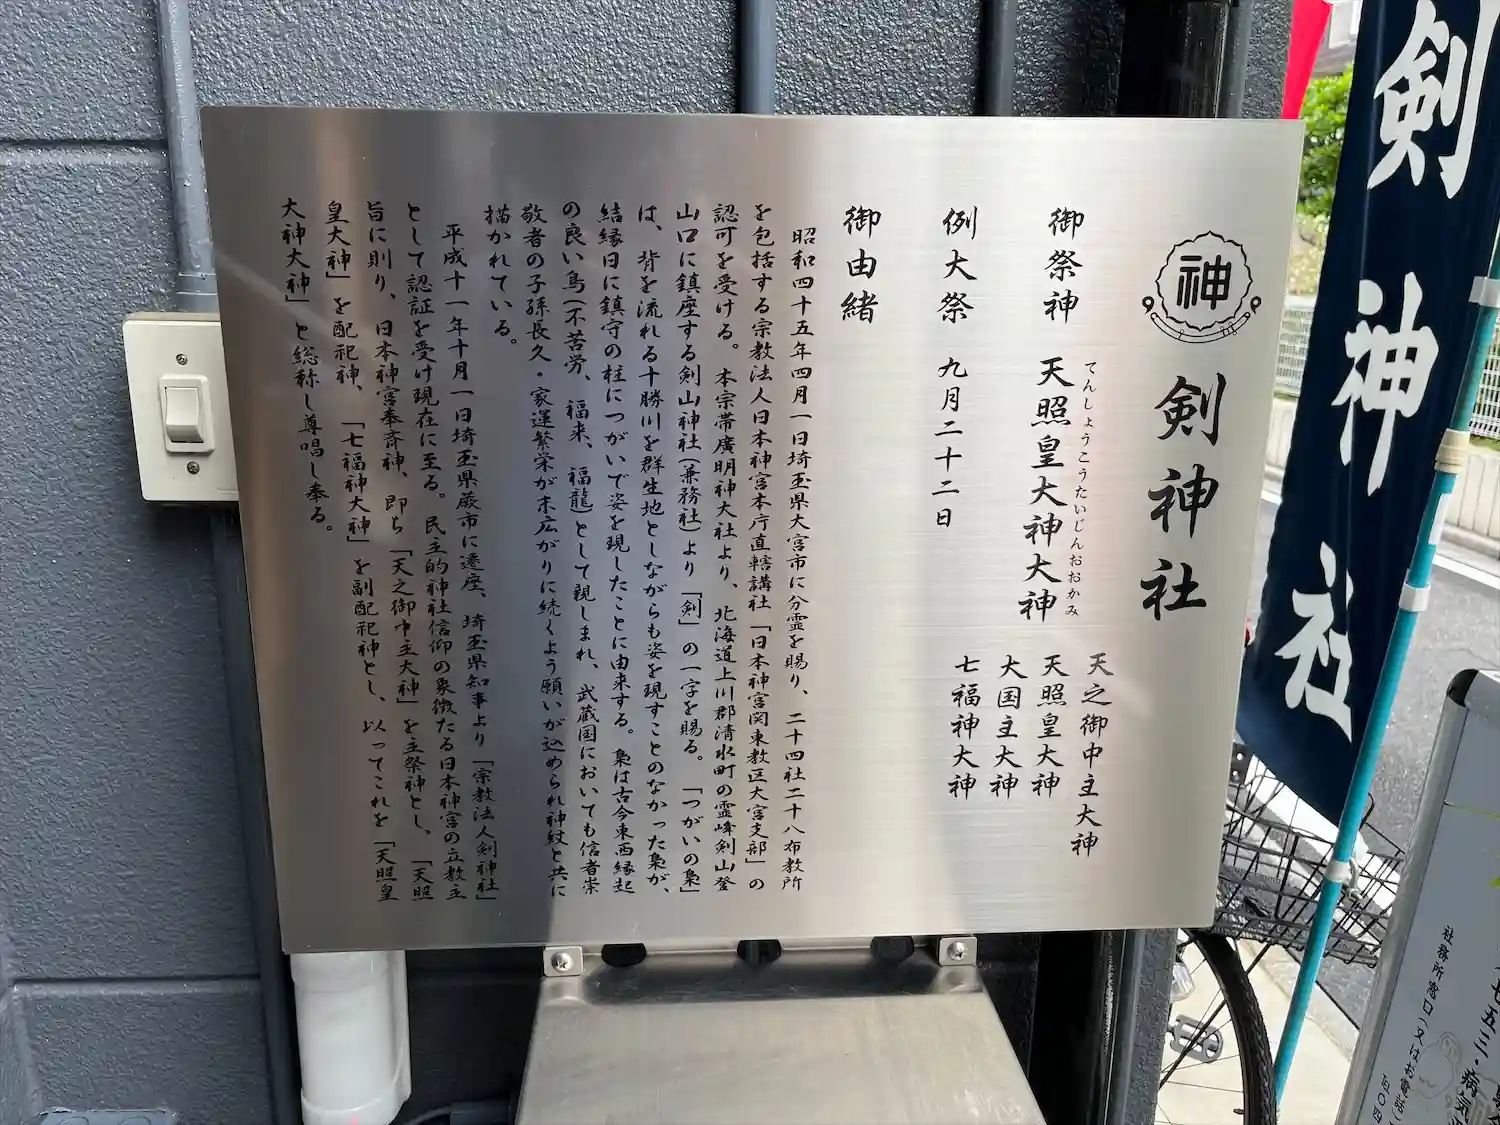 神
剣神社
御祭神 天照皇大神大神
てんしょうこうたいじんおおかみ
天之御中主大神
天照皇大神
大国主大神
七福神大神
例大祭 九月二十二日
御由緒
昭和四十五年四月一日埼玉県大宮市に分霊を賜り、二十四社二十八布教所
を包括する宗教法人日本神宮本庁直轄講社「日本神宮関東教区大宮支部」の
認可を受ける。本宗帯廣明神大社より、北海道上川郡清水町の霊峰剣山登
山口に鎮座する剣山神社(兼務社)より「剣」の一字を賜る。「つがいの梟」
は、背を流れる十勝川を群生地としながらも姿を現すことのなかった梟が、
結縁日に鎮守の柱につがいで姿を現したことに由来する。梟は古今東西縁起
の良い鳥(不苦労、福来、福龍)として親しまれ、武蔵国においても信者崇
敬者の子孫長久・家運繁栄が末広がりに続くよう願いが込められ神紋と共に
描かれている。
平成十一年十月一日埼玉県蕨市に遷座、埼玉県知事より「宗教法人剣神社」
として認証を受け現在に至る。民主的神社信仰の象徴たる日本神宮の立教主
旨に則り、日本神宮奉斎神、即ち「天之御中主大神」を主祭神とし、「天照
皇大神」を配祀神、「七福神大神」を副配祀神とし、以ってこれを「天照皇
大神大神」と総称し尊唱し奉る。
剣神社
社務所窓口(又はお電話)
七五三・病気